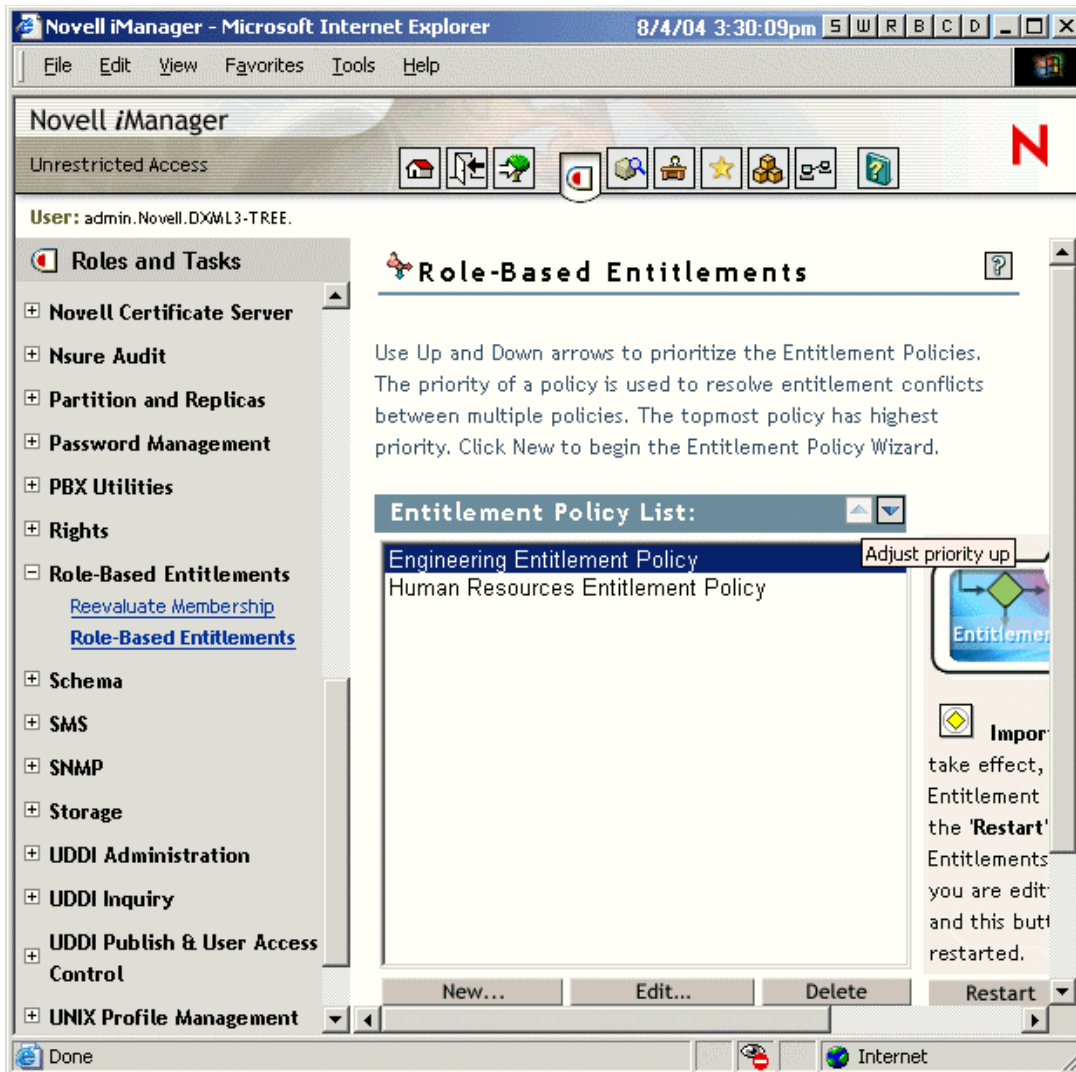 Novell iManager - Microsoft Internet Explorer 8/4/04 3:30:09pm S W R B C D
File Edit View Favorites Tools Help
Novell iManager
Unrestricted Access
N
User: admin.Novell.DXML3-TREE.
Roles and Tasks
Novell Certificate Server
Nsure Audit
Partition and Replicas
Password Management
PBX Utilities
Rights
Role-Based Entitlements
Reevaluate Membership
Role-Based Entitlements
Schema
SMS
SNMP
Storage
UDDI Administration
UDDI Inquiry
UDDI Publish & User Access
Control
UNIX Profile Management
Role-Based Entitlements
?
Use Up and Down arrows to prioritize the Entitlement Policies.
The priority of a policy is used to resolve entitlement conflicts
between multiple policies. The topmost policy has highest
priority. Click New to begin the Entitlement Policy Wizard.
Entitlement Policy List:
Adjust priority up
Engineering Entitlement Policy
Human Resources Entitlement Policy
New... Edit... Delete
Entitlemen
Impor
take effect,
Entitlement
the 'Restart'
Entitlements
you are edit
and this butt
restarted.
Restart
Done Internet